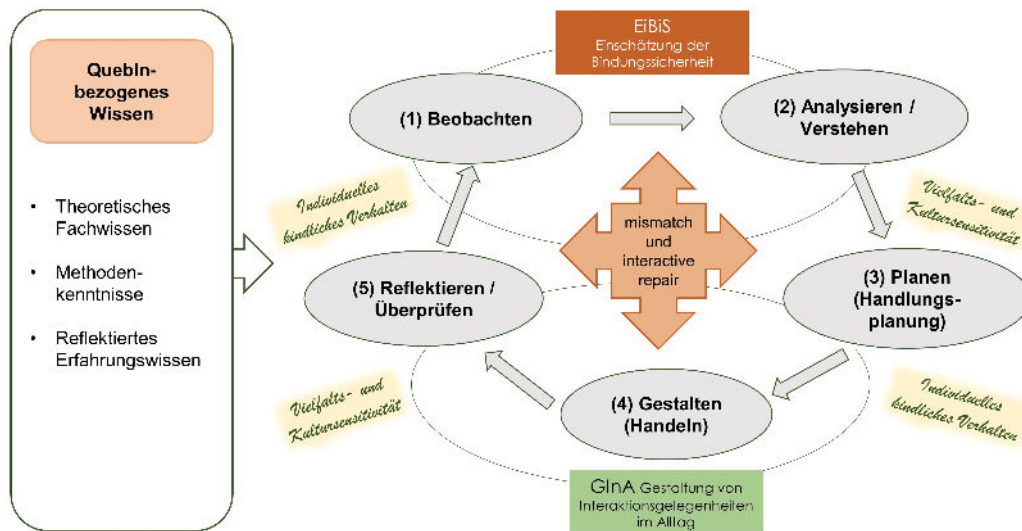 QuebIn-
bezogenes
Wissen
• Theoretisches
Fachwissen
• Methoden-
kenntnisse
• Reflektiertes
Erfahrungswissen
EiBiS
Einschätzung der
Bindungssicherheit
(1) Beobachten
(2) Analysieren /
Verstehen
Individuelles
kindliches Verhalten
Vielfalts- und
Kultursensitivität
mismatch
und
interactive
repair
(5) Reflektieren /
Überprüfen
(3) Planen
(Handlungs-
planung)
Vielfalts- und
Kultursensitivität
(4) Gestalten
(Handeln)
Individuelles
kindliches Verhalten
GInA Gestaltung von
Interaktionsgelegenheiten
im Alltag